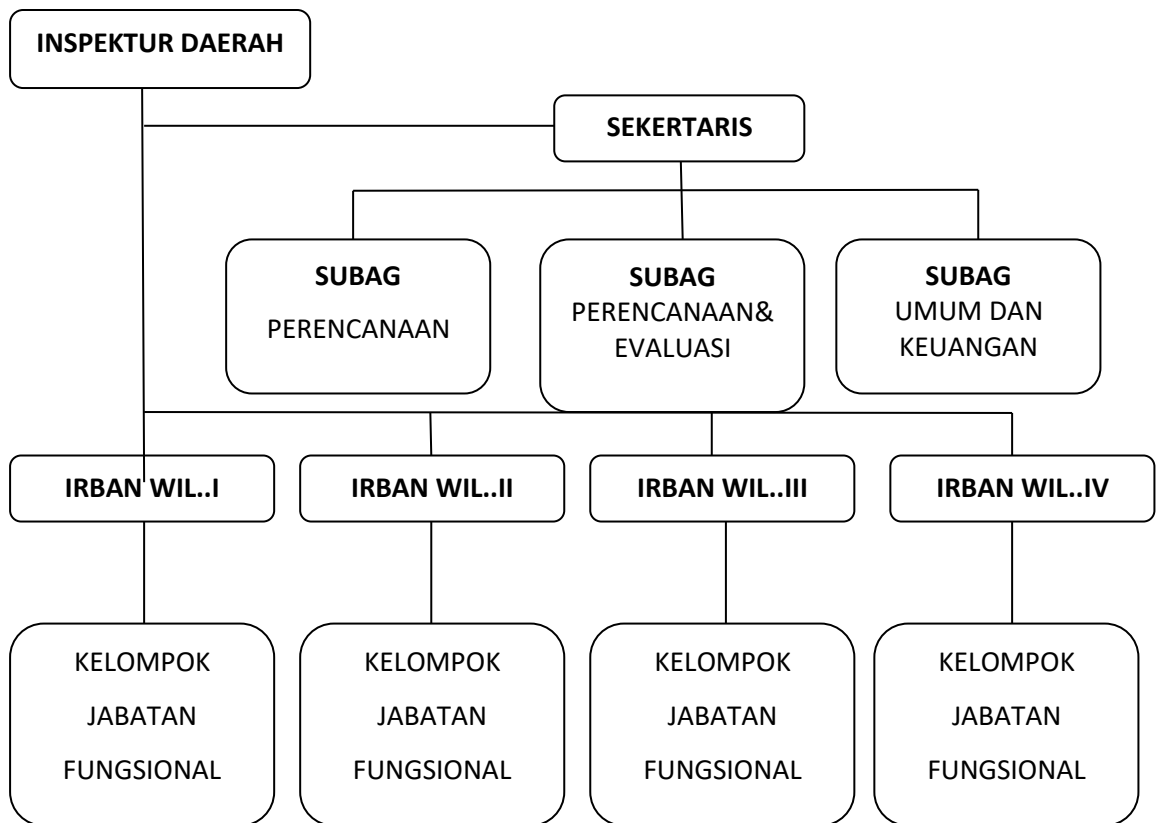 INSPEKTUR DAERAH
SEKERTARIS
SUBAG
PERENCANAAN
SUBAG
PERENCANAAN&
EVALUASI
SUBAG
UMUM DAN
KEUANGAN
IRBAN WIL..I
IRBAN WIL..II
IRBAN WIL..III
IRBAN WIL..IV
KELOMPOK
JABATAN
FUNGSIONAL
KELOMPOK
JABATAN
FUNGSIONAL
KELOMPOK
JABATAN
FUNGSIONAL
KELOMPOK
JABATAN
FUNGSIONAL